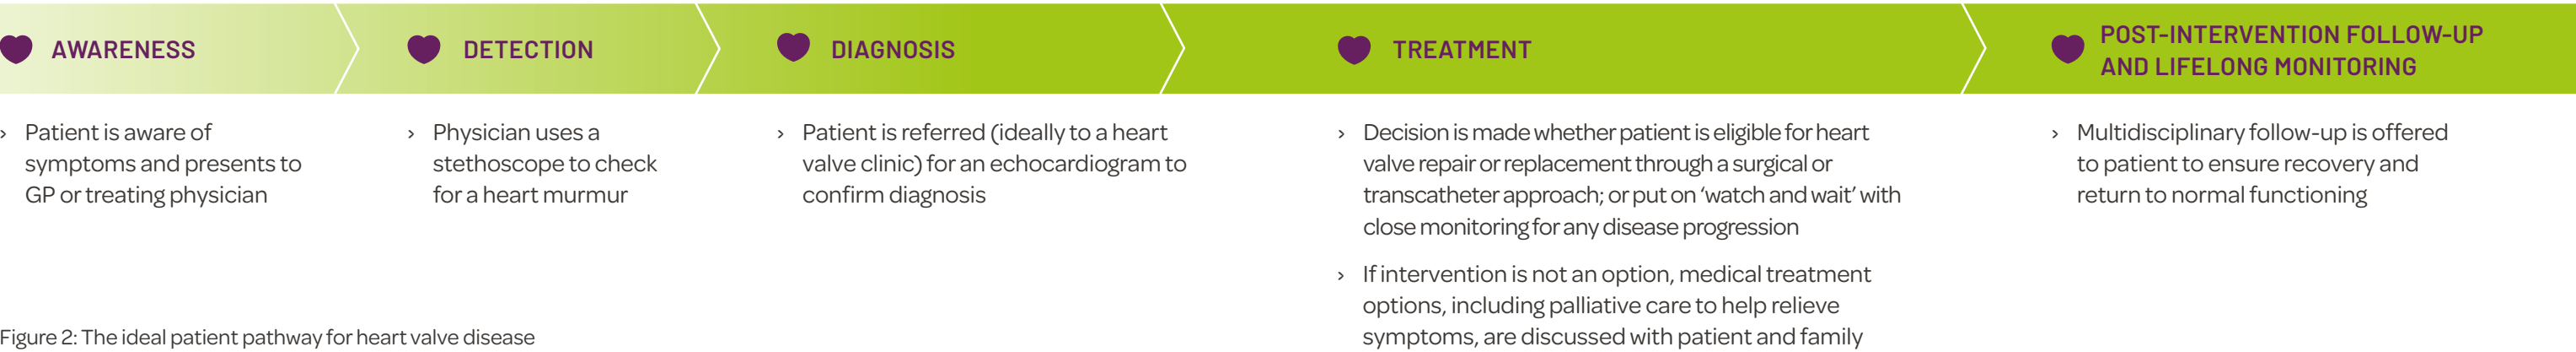 AWARENESS
› Patient is aware of
symptoms and presents to
GP or treating physician
DETECTION
› Physician uses a
stethoscope to check
for a heart murmur
DIAGNOSIS
› Patient is referred (ideally to a heart
valve clinic) for an echocardiogram to
confirm diagnosis
TREATMENT
› Decision is made whether patient is eligible for heart
valve repair or replacement through a surgical or
transcatheter approach; or put on ‘watch and wait’ with
close monitoring for any disease progression
› If intervention is not an option, medical treatment
options, including palliative care to help relieve
symptoms, are discussed with patient and family
POST-INTERVENTION FOLLOW-UP
AND LIFELONG MONITORING
› Multidisciplinary follow-up is offered
to patient to ensure recovery and
return to normal functioning
Figure 2: The ideal patient pathway for heart valve disease